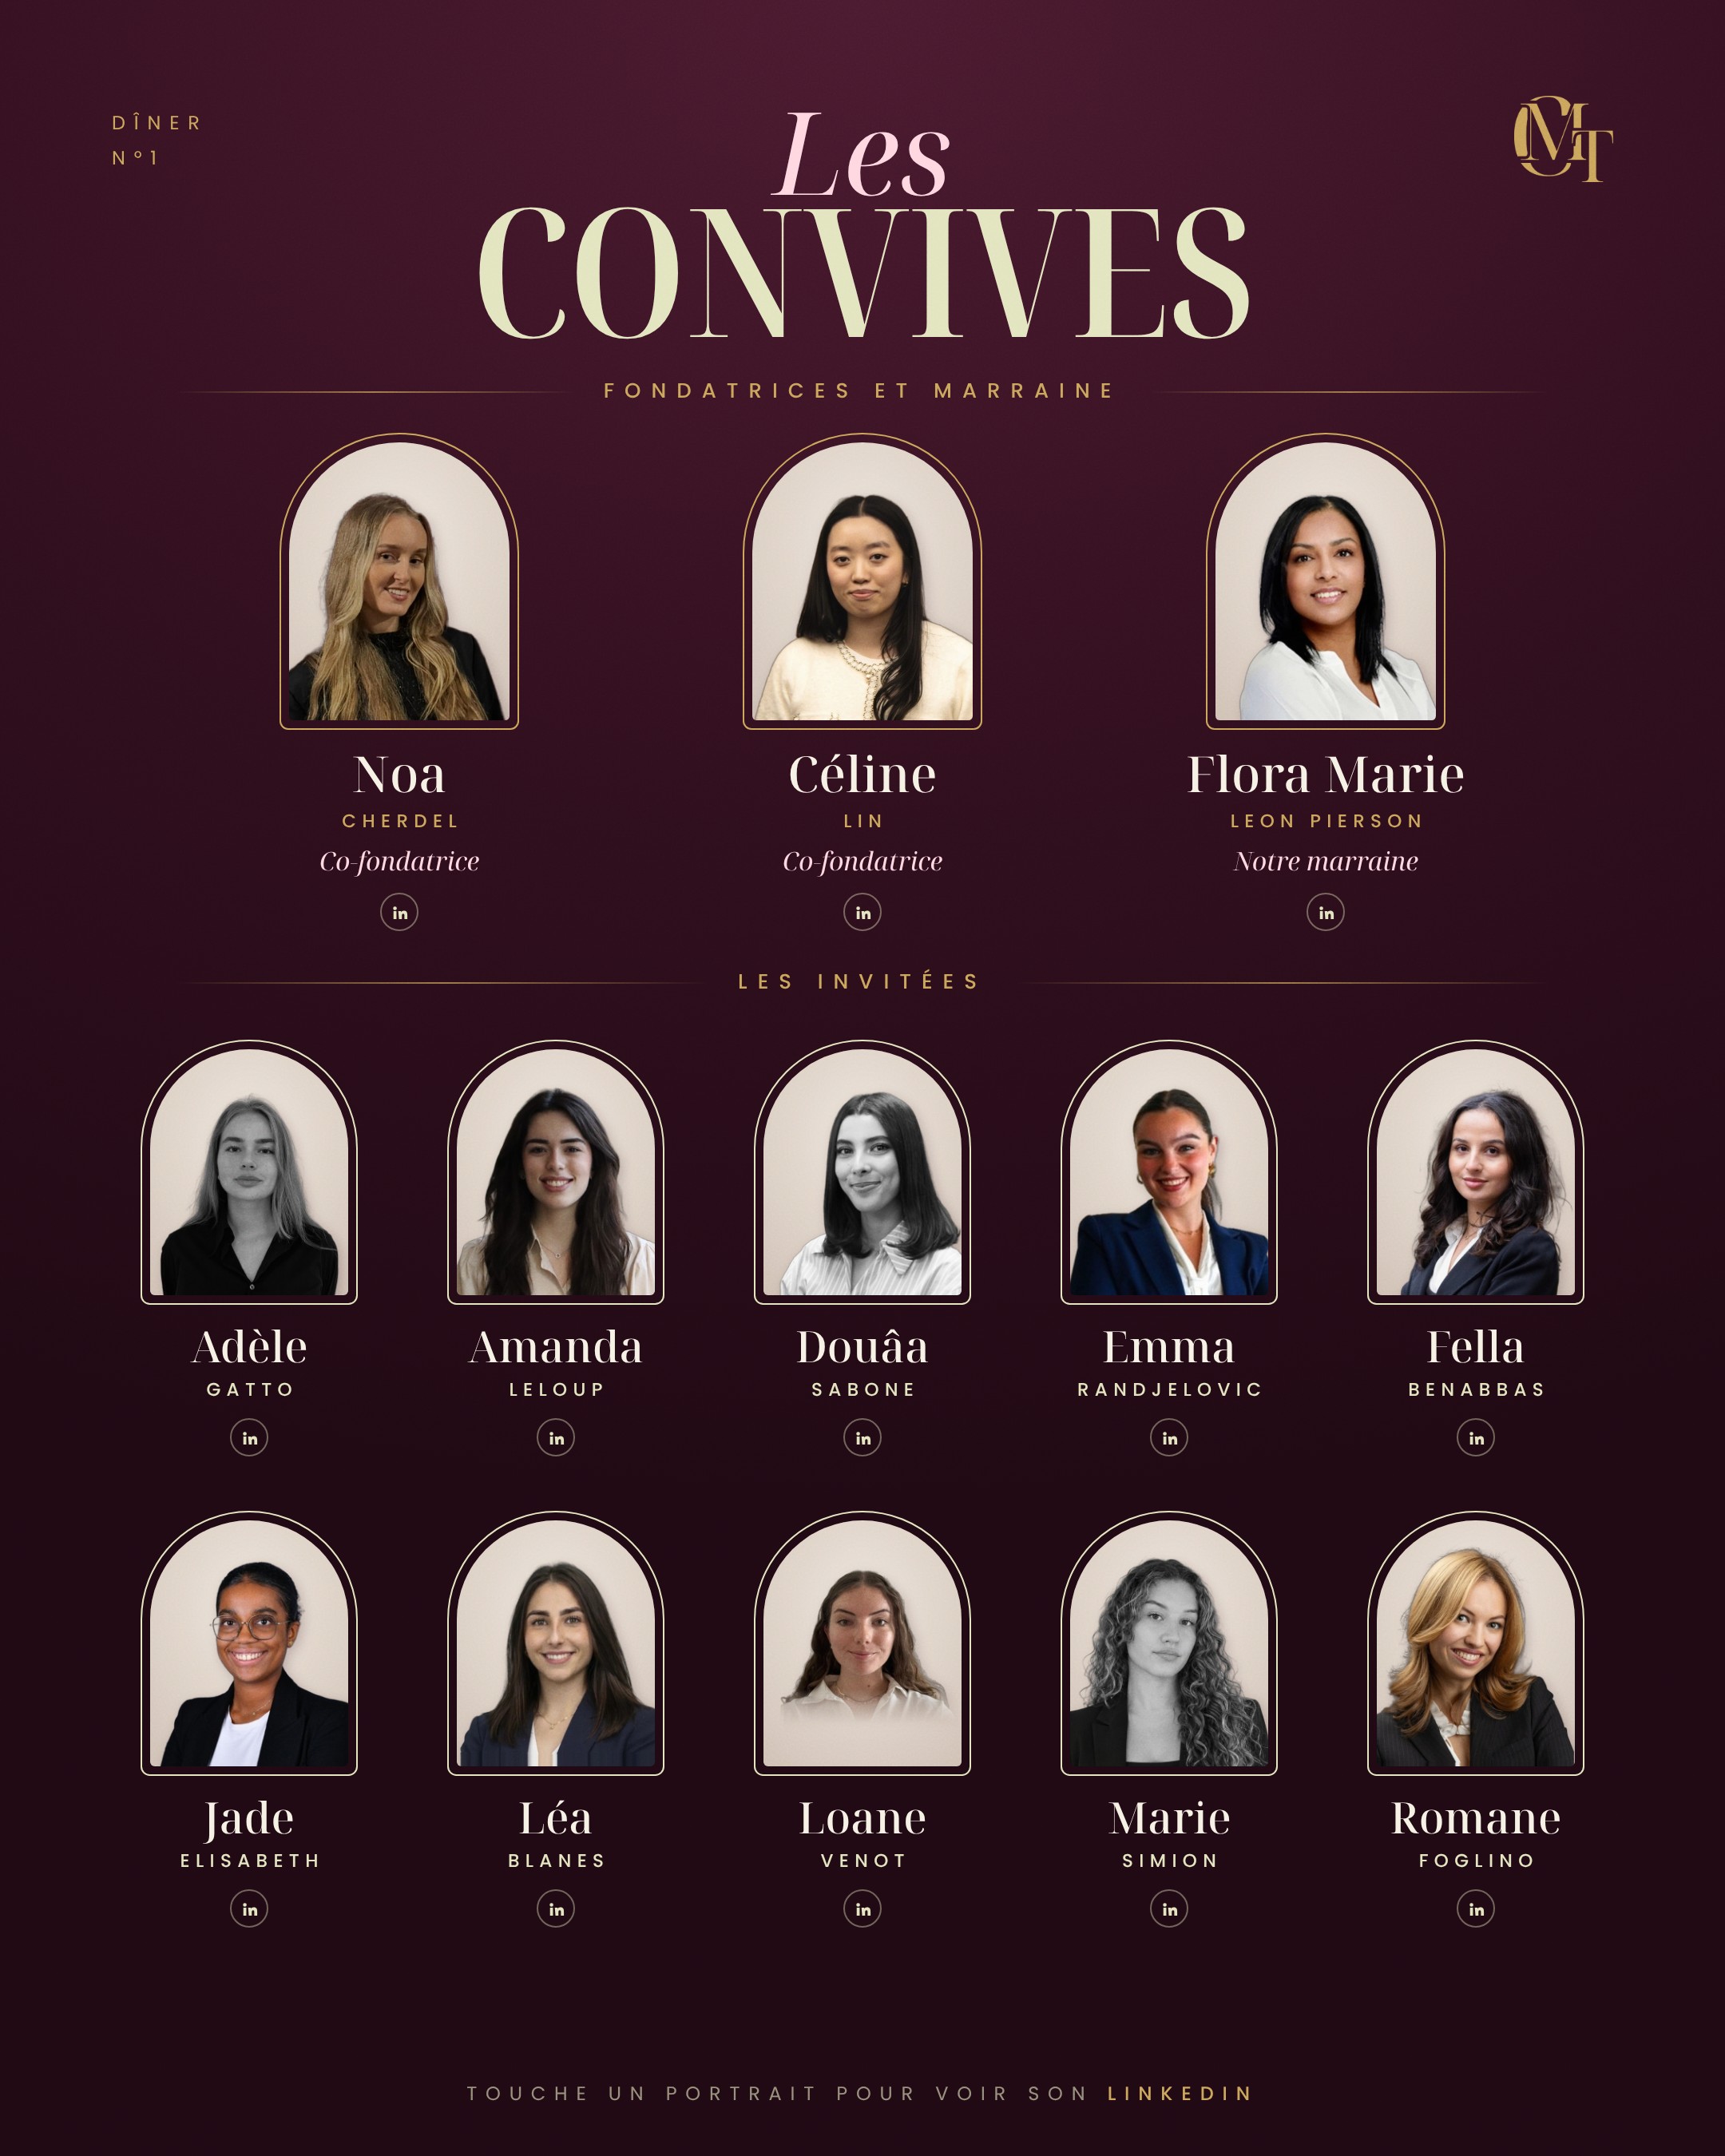 DÎNER
N°1
CMT
Les
CONVIVES
FONDATRICES ET MARRAINE
Noa
CHERDEL
Co-fondatrice
in
Céline
LIN
Co-fondatrice
in
Flora Marie
LEON PIERSON
Notre marraine
in
LES INVITÉES
Adèle
GATTO
in
Amanda
LELOUP
in
Douâa
SABONE
in
Emma
RANDJELOVIC
in
Fella
BENABBAS
in
Jade
ELISABETH
in
Léa
BLANES
in
Loane
VENOT
in
Marie
SIMION
in
Romane
FOGLINO
in
TOUCHE UN PORTRAIT POUR VOIR SON LINKEDIN